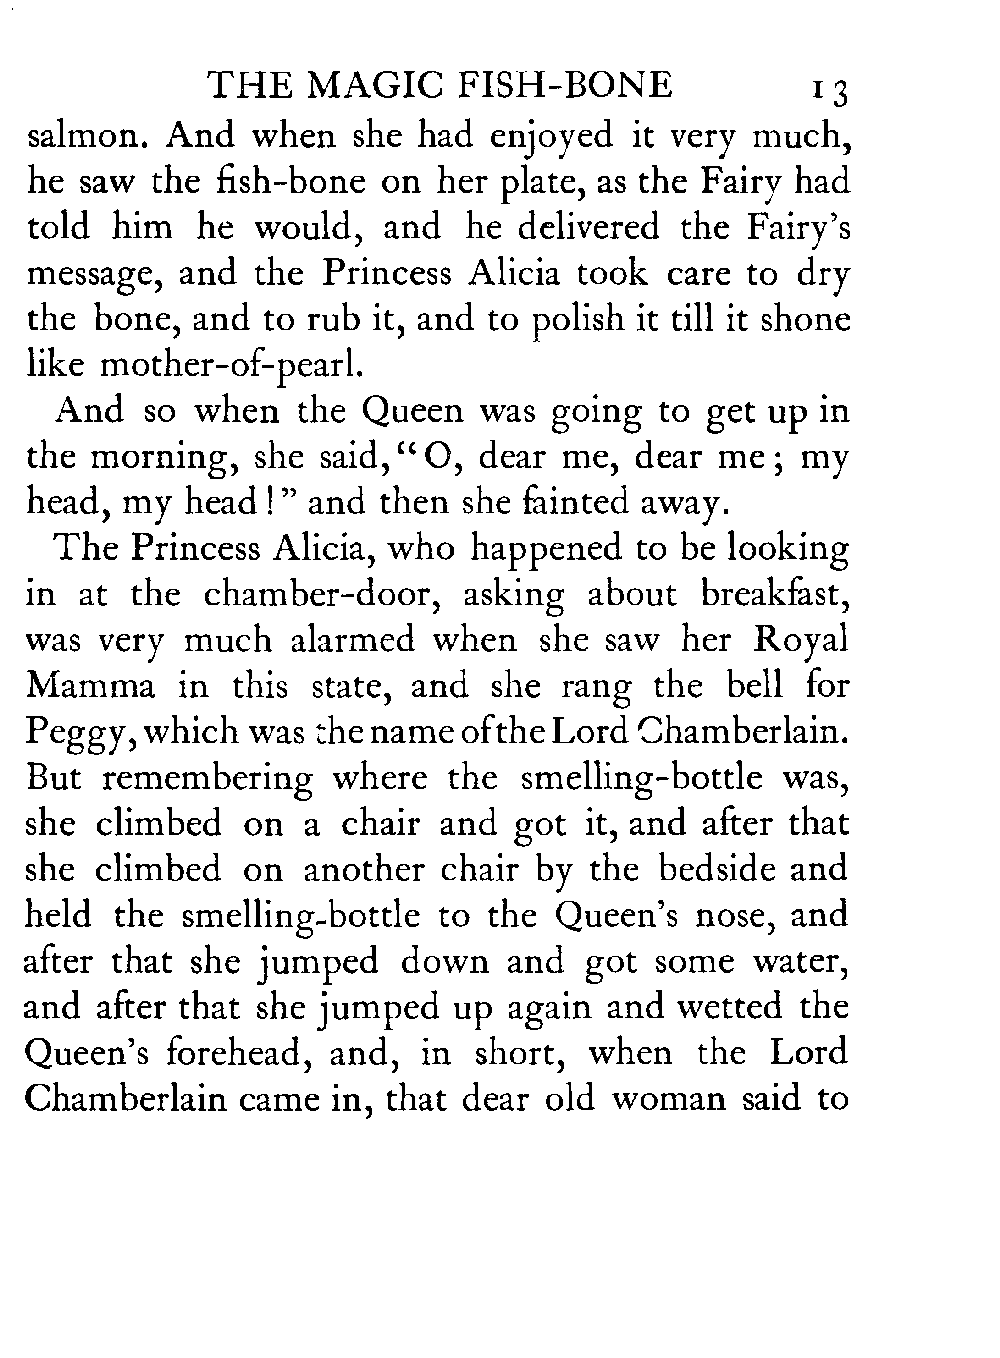 THE MAGIC FISH-BONE 13
salmon. And when she had enjoyed it very much,
he saw the fish-bone on her plate, as the Fairy had
told him he would, and he delivered the Fairy's
message, and the Princess Alicia took care to dry
the bone, and to rub it, and to polish it till it shone
like mother-of-pearl.
And so when the Queen was going to get up in
the morning, she said, “O, dear me, dear me; my
head, my head!” and then she fainted away.
The Princess Alicia, who happened to be looking
in at the chamber-door, asking about breakfast,
was very much alarmed when she saw her Royal
Mamma in this state, and she rang the bell for
Peggy, which was the name of the Lord Chamberlain.
But remembering where the smelling-bottle was,
she climbed on a chair and got it, and after that
she climbed on another chair by the bedside and
held the smelling-bottle to the Queen's nose, and
after that she jumped down and got some water,
and after that she jumped up again and wetted the
Queen's forehead, and, in short, when the Lord
Chamberlain came in, that dear old woman said to